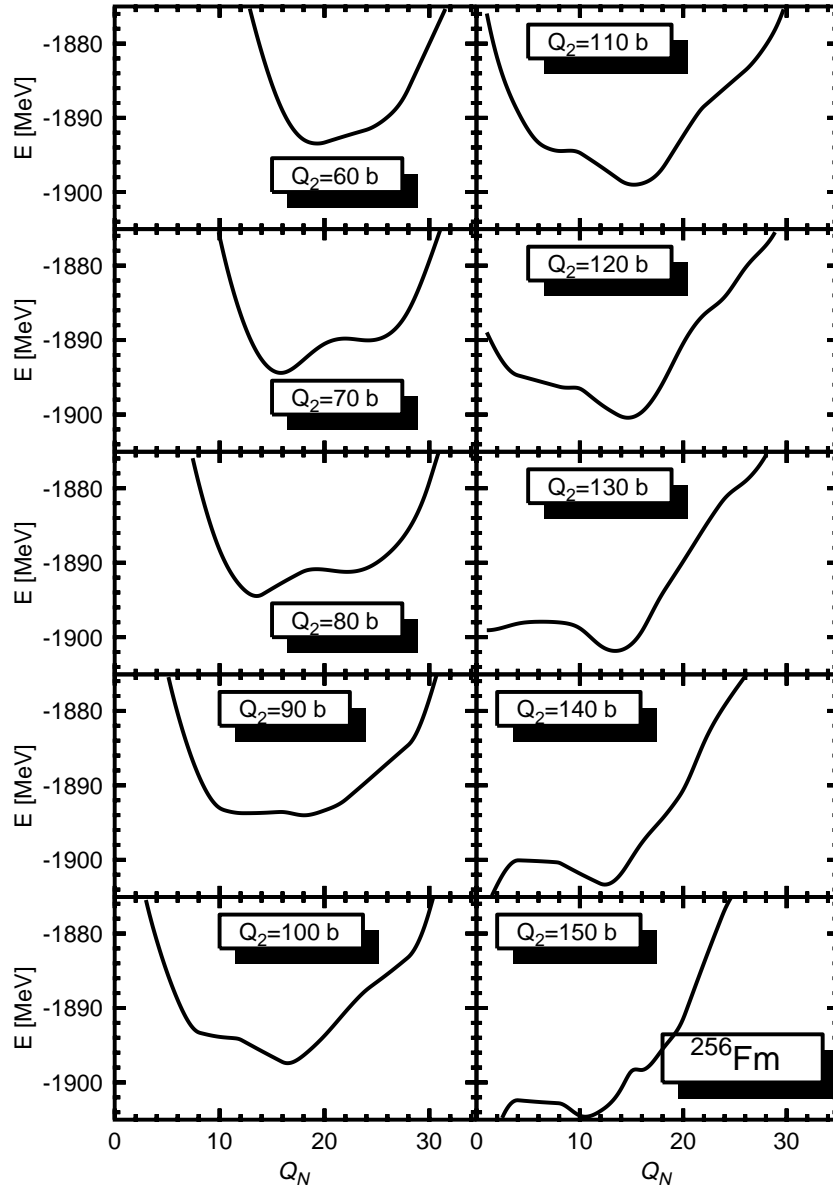 -1880
-1890
-1900
E [MeV]
Q2=60 b
Q2=110 b
-1880
-1890
-1900
E [MeV]
Q2=70 b
Q2=120 b
-1880
-1890
-1900
E [MeV]
Q2=80 b
Q2=130 b
-1880
-1890
-1900
E [MeV]
Q2=90 b
Q2=140 b
-1880
-1890
-1900
E [MeV]
Q2=100 b
Q2=150 b
256Fm
0 10 20 30 0 10 20 30
QN QN